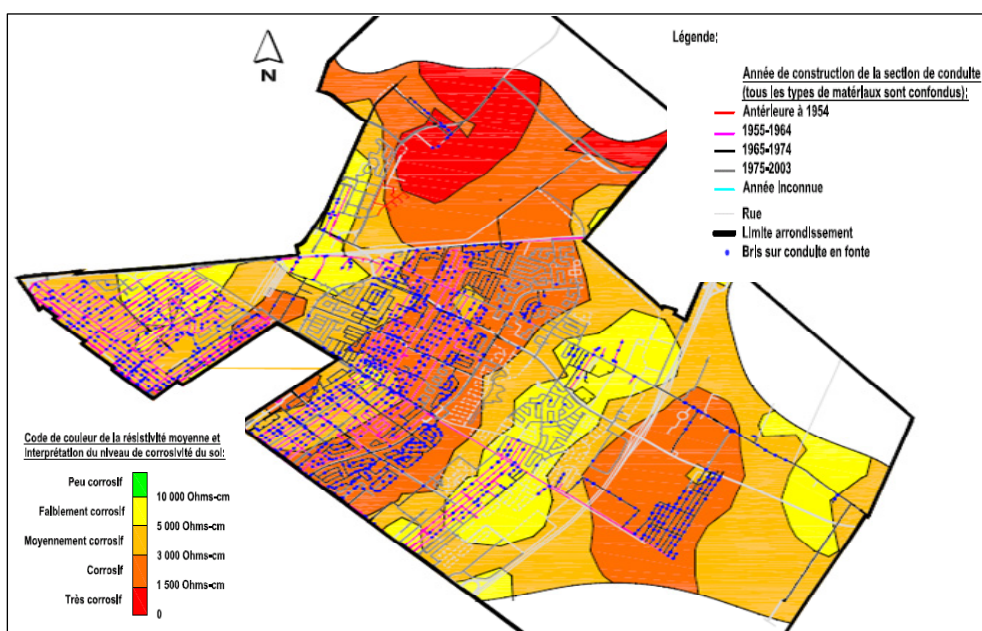 N
Légende:
Année de construction de la section de conduite
(tous les types de matériaux sont confondus):
Antérieure à 1954
1955-1964
1965-1974
1975-2003
Année Inconnue
Rue
Limite arrondissement
Bris sur conduite en fonte
Code de couleur de la résistivité moyenne et
Interprétation du niveau de corrosivité du sol:
Peu corrosif
10 000 Ohms-cm
Faiblement corrosif
5 000 Ohms-cm
Moyennement corrosif
3 000 Ohms-cm
Corrosif
1 500 Ohms-cm
Très corrosif
0